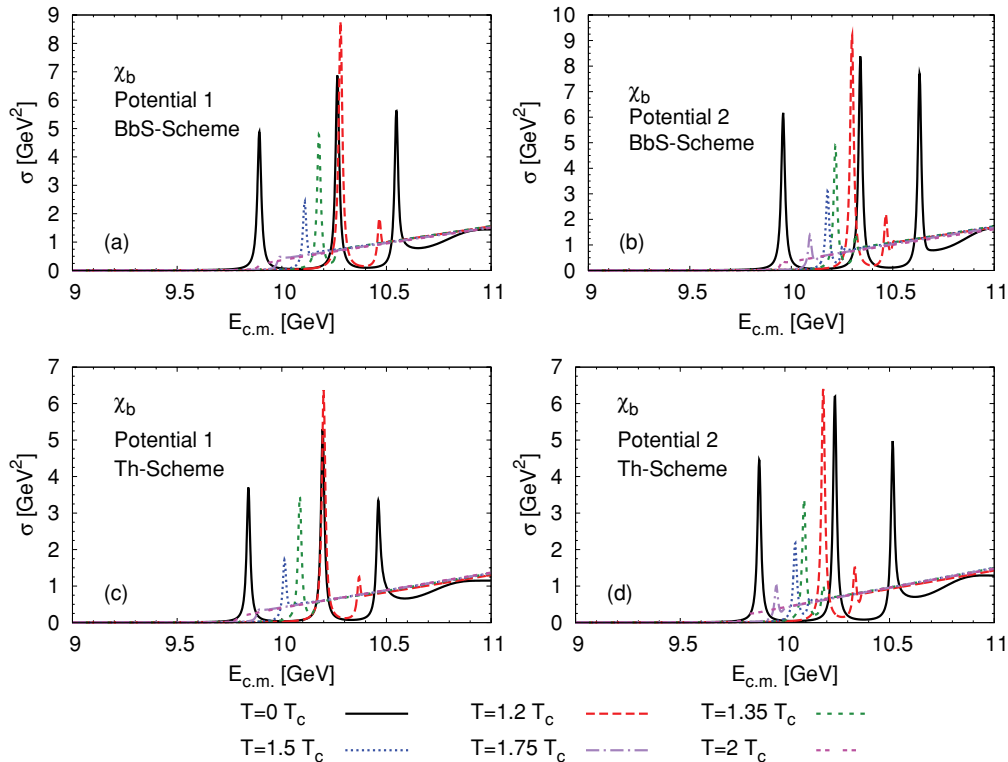 σ [GeV²]
9
8
7
6
5
4
3
2
1
0
χb
Potential 1
BbS-Scheme
(a)
9 9.5 10 10.5 11
Ec.m. [GeV]
σ [GeV²]
10
9
8
7
6
5
4
3
2
1
0
χb
Potential 2
BbS-Scheme
(b)
9 9.5 10 10.5 11
Ec.m. [GeV]
σ [GeV²]
7
6
5
4
3
2
1
0
χb
Potential 1
Th-Scheme
(c)
9 9.5 10 10.5 11
Ec.m. [GeV]
σ [GeV²]
7
6
5
4
3
2
1
0
χb
Potential 2
Th-Scheme
(d)
9 9.5 10 10.5 11
Ec.m. [GeV]
T=0 Tc T=1.2 Tc T=1.35 Tc
T=1.5 Tc T=1.75 Tc T=2 Tc